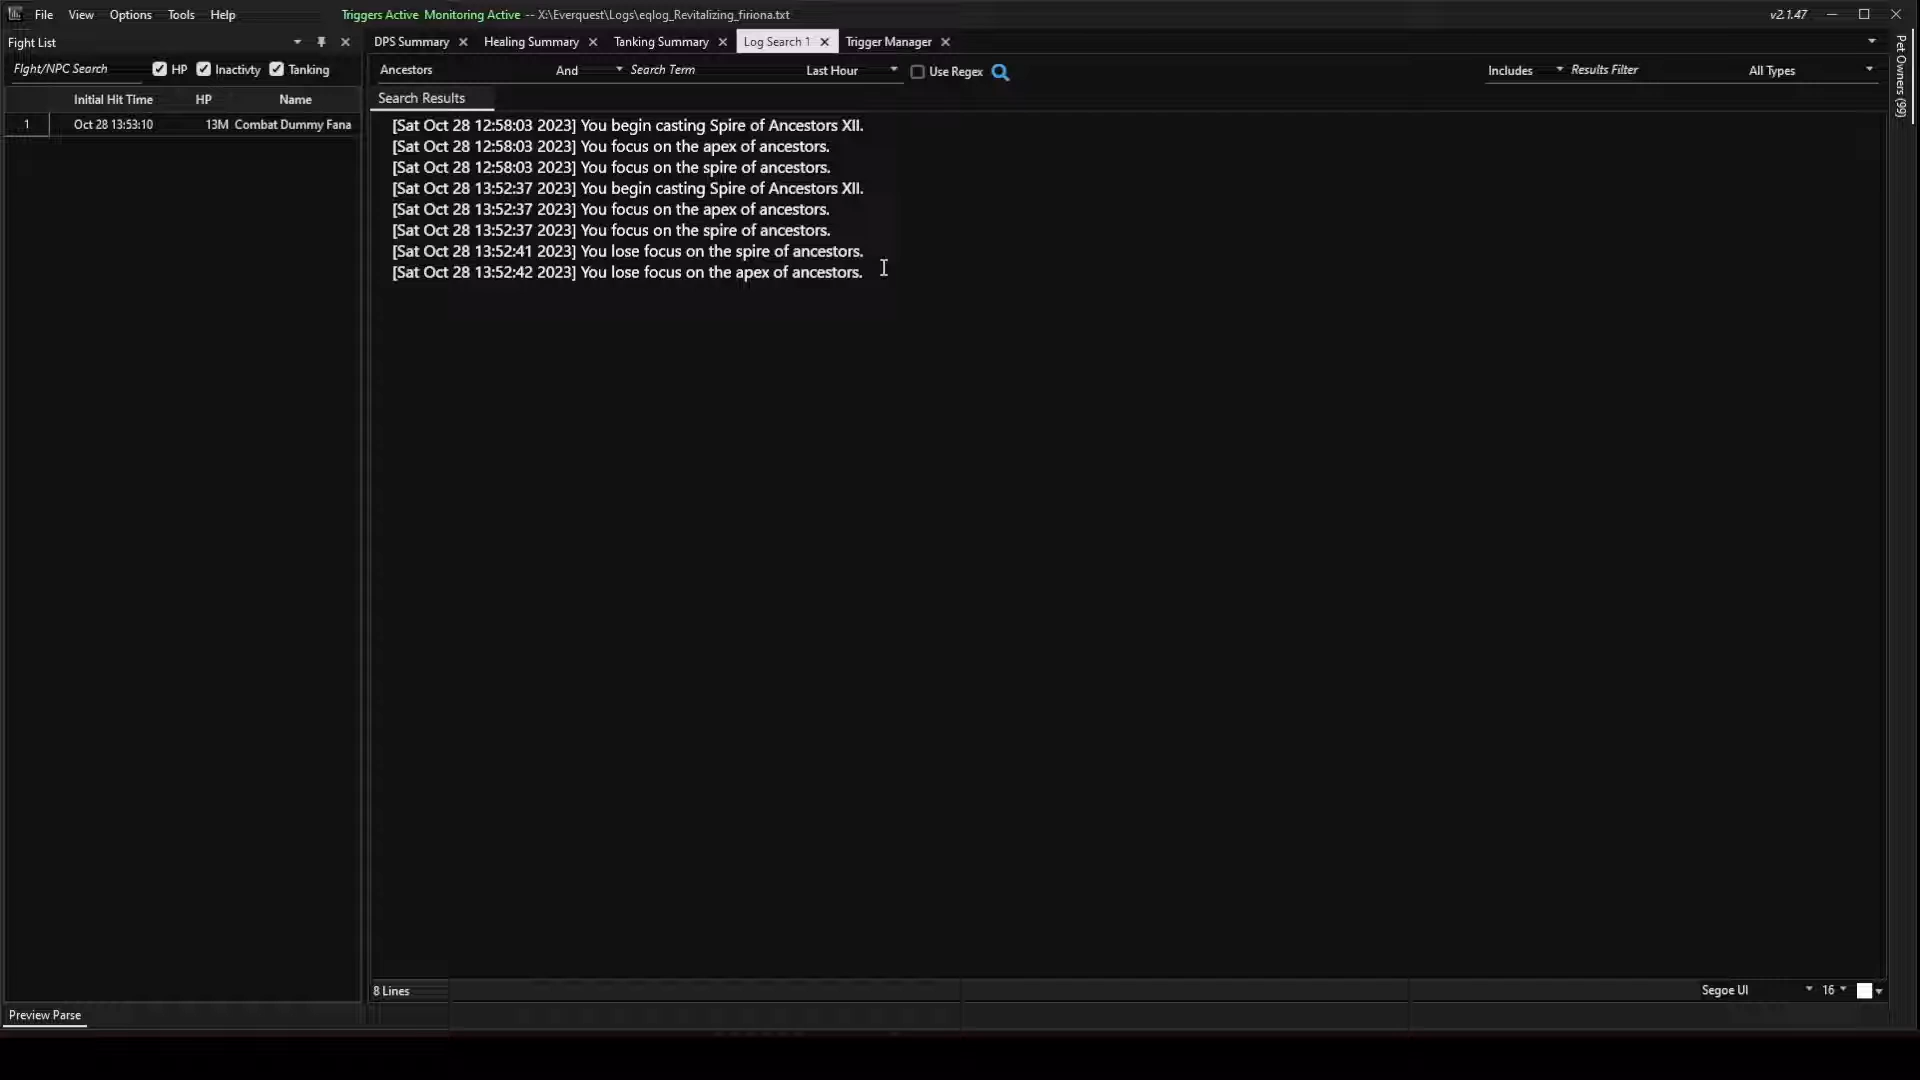 File View Options Tools Help Triggers Active Monitoring Active -- X:\Everquest\Logs\eqlog_Revitalizing_firiona.txt v2.1.47
Fight List
DPS Summary Healing Summary Tanking Summary Log Search 1 Trigger Manager
Fight/NPC Search HP Inactivty Tanking
Ancestors And Search Term Last Hour Use Regex Includes Results Filter All Types
Initial Hit Time HP Name
1 Oct 28 13:53:10 13M Combat Dummy Fana
Search Results
[Sat Oct 28 12:58:03 2023] You begin casting Spire of Ancestors XII.
[Sat Oct 28 12:58:03 2023] You focus on the apex of ancestors.
[Sat Oct 28 12:58:03 2023] You focus on the spire of ancestors.
[Sat Oct 28 13:52:37 2023] You begin casting Spire of Ancestors XII.
[Sat Oct 28 13:52:37 2023] You focus on the apex of ancestors.
[Sat Oct 28 13:52:37 2023] You focus on the spire of ancestors.
[Sat Oct 28 13:52:41 2023] You lose focus on the spire of ancestors.
[Sat Oct 28 13:52:42 2023] You lose focus on the apex of ancestors.
Pet Owners (99)
8 Lines Segoe UI 16
Preview Parse